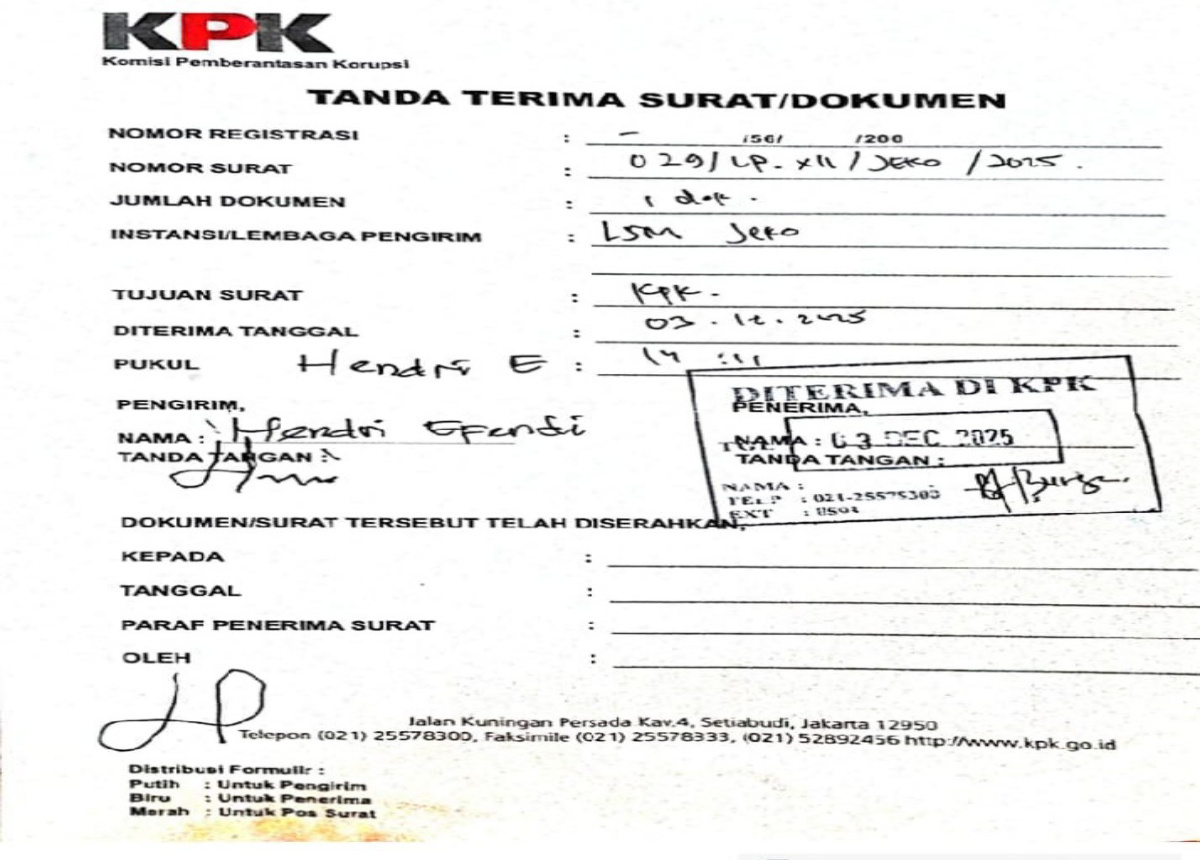 KPK
Komisi Pemberantasan Korupsi
TANDA TERIMA SURAT/DOKUMEN
NOMOR REGISTRASI : - /56/ /200
NOMOR SURAT : 029/LP.XII/JEKO/2025.
JUMLAH DOKUMEN : 1 dok.
INSTANSI/LEMBAGA PENGIRIM : LSM Jeko
TUJUAN SURAT : KPK.
DITERIMA TANGGAL : 03.12.2025
PUKUL Hendri E : 14:11
DITERIMA DI KPK
PENGIRIM, PENERIMA,
NAMA : Hendri Efendi NAMA : 03 DEC 2025
TANDA TANGAN : TANDA TANGAN :
NAMA :
TELP : 021-25575303
EXT :
DOKUMEN/SURAT TERSEBUT TELAH DISERAHKAN,
KEPADA :
TANGGAL :
PARAF PENERIMA SURAT :
OLEH :
Jalan Kuningan Persada Kav.4, Setiabudi, Jakarta 12950
Telepon (021) 25578300, Faksimile (021) 25578333, (021) 52892456 http://www.kpk.go.id
Distribusi Formulir :
Putih : Untuk Pengirim
Biru : Untuk Penerima
Merah : Untuk Pos Surat